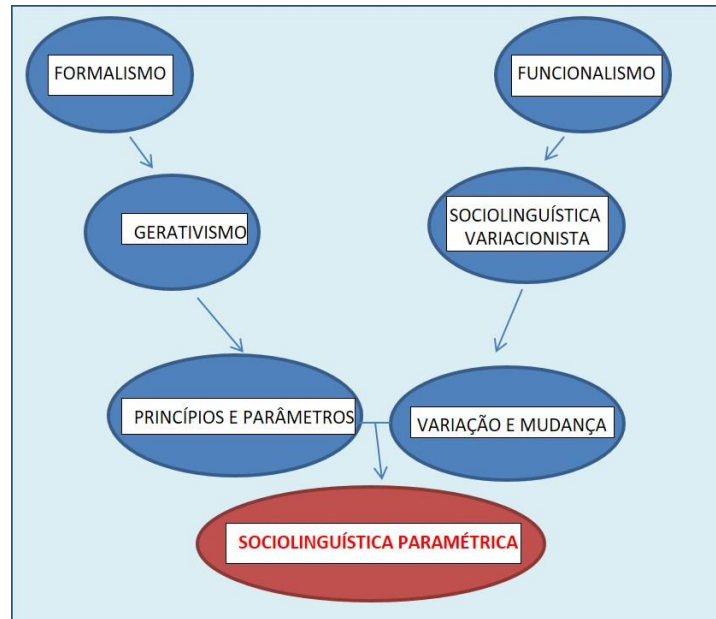 FORMALISMO
FUNCIONALISMO
GERATIVISMO
SOCIOLINGUÍSTICA
VARIACIONISTA
PRINCÍPIOS E PARÂMETROS
VARIAÇÃO E MUDANÇA
SOCIOLINGUÍSTICA PARAMÉTRICA